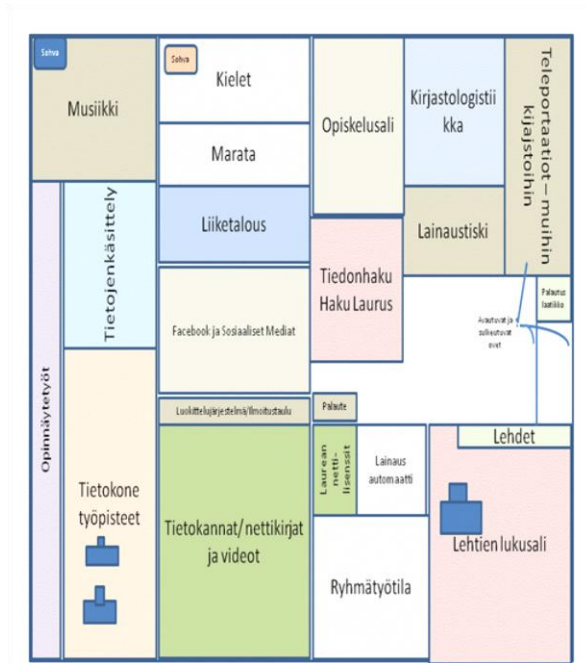 Sohva
Musiikki
Sohva
Kielet
Marata
Liiketalous
Opiskelusali
Kirjastologistii
kka
Teleportaatiot – muihin
kijajstoihin
Lainaustiski
Tietojenkäsittely
Tiedonhaku
Haku Laurus
Palautus
laatikko
Avautuvat ja
sulkeutuvat
ovet
Facebook ja Sosiaaliset Mediat
Opinnäytetyöt
Luokittelujärjestelmä/Ilmoitustaulu
Palaute
Tietokone
työpisteet
Tietokannat/ nettikirjat
ja videot
Laurean
netti-
lisenssit
Lainaus
automaatti
Lehdet
Lehtien lukusali
Ryhmätyötila